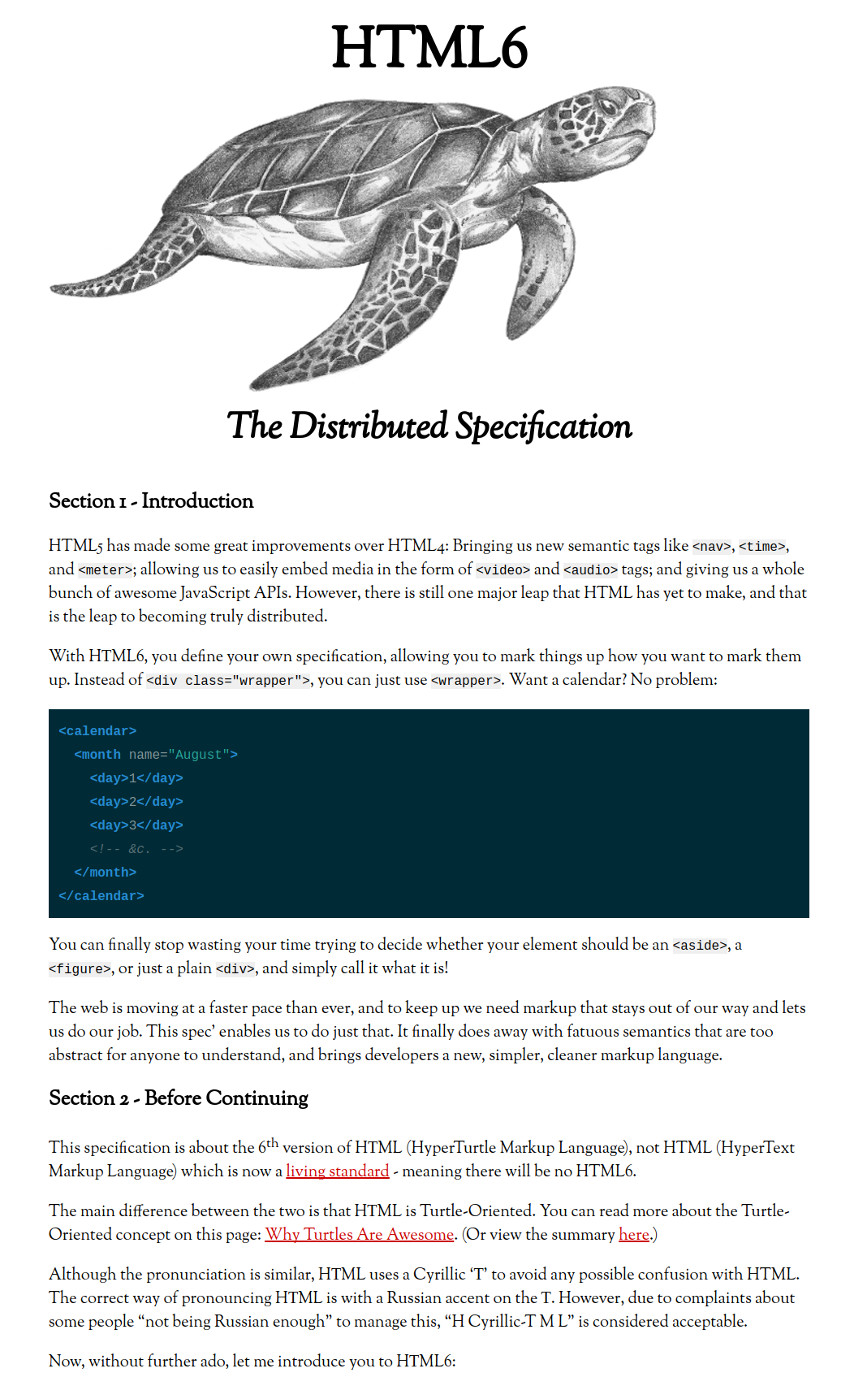 HTML6
The Distributed Specification
Section 1 - Introduction
HTML5 has made some great improvements over HTML4: Bringing us new semantic tags like <nav>, <time>,
and <meter>; allowing us to easily embed media in the form of <video> and <audio> tags; and giving us a whole
bunch of awesome JavaScript APIs. However, there is still one major leap that HTML has yet to make, and that
is the leap to becoming truly distributed.
With HTML6, you define your own specification, allowing you to mark things up how you want to mark them
up. Instead of <div class="wrapper">, you can just use <wrapper>. Want a calendar? No problem:
<calendar>
<month name="August">
<day>1</day>
<day>2</day>
<day>3</day>
<!-- &c. -->
</month>
</calendar>
You can finally stop wasting your time trying to decide whether your element should be an <aside>, a
<figure>, or just a plain <div>, and simply call it what it is!
The web is moving at a faster pace than ever, and to keep up we need markup that stays out of our way and lets
us do our job. This spec’ enables us to do just that. It finally does away with fatuous semantics that are too
abstract for anyone to understand, and brings developers a new, simpler, cleaner markup language.
Section 2 - Before Continuing
This specification is about the 6th version of HTML (HyperTurtle Markup Language), not HTML (HyperText
Markup Language) which is now a living standard - meaning there will be no HTML6.
The main difference between the two is that HTML is Turtle-Oriented. You can read more about the Turtle-
Oriented concept on this page: Why Turtles Are Awesome. (Or view the summary here.)
Although the pronunciation is similar, HTML uses a Cyrillic ‘Т’ to avoid any possible confusion with HTML.
The correct way of pronouncing HTML is with a Russian accent on the T. However, due to complaints about
some people “not being Russian enough” to manage this, “H Cyrillic-T M L” is considered acceptable.
Now, without further ado, let me introduce you to HTML6: